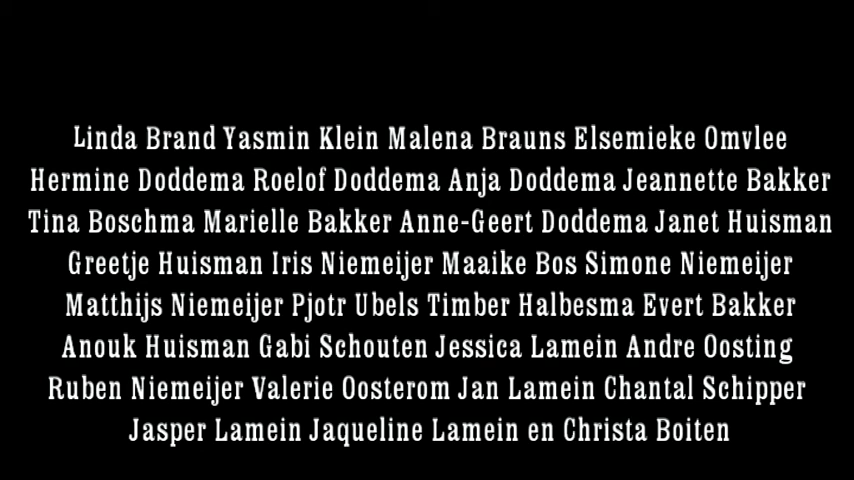 Linda Brand Yasmin Klein Malena Brauns Elsemieke Omvlee
Hermine Doddema Roelof Doddema Anja Doddema Jeannette Bakker
Tina Boschma Marielle Bakker Anne-Geert Doddema Janet Huisman
Greetje Huisman Iris Niemeijer Maaike Bos Simone Niemeijer
Matthijs Niemeijer Pjotr Ubels Timber Halbesma Evert Bakker
Anouk Huisman Gabi Schouten Jessica Lamein Andre Oosting
Ruben Niemeijer Valerie Oosterom Jan Lamein Chantal Schipper
Jasper Lamein Jaqueline Lamein en Christa Boiten